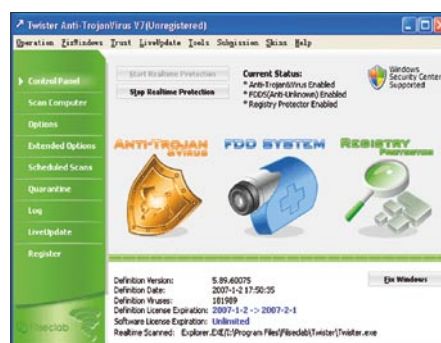 Twister Anti-TrojanVirus V7(Unregistered)
Operation FixWindows Trust LiveUpdate Tools Submission Skins Help
Control Panel
Scan Computer
Options
Extended Options
Scheduled Scans
Quarantine
Log
LiveUpdate
Register
filseclab
Start Realtime Protection
Stop Realtime Protection
Current Status:
* Anti-Trojan&Virus Enabled
* FDDS(Anti-Unknown) Enabled
* Registry Protector Enabled
Windows
Security Center
Supported
ANTI-TROJAN
&VIRUS
FDD SYSTEM
REGISTRY
PROTECTOR
Definition Version: 5.89.60075
Definition Date: 2007-1-2 17:50:35
Definition Viruses: 181989
Definition License Expiration: 2007-1-2 -> 2007-2-1
Software License Expiration: Unlimited
Realtime Scanned: Explorer.EXE/I:\Program Files\Filseclab\Twister\Twister.exe
Fix Windows